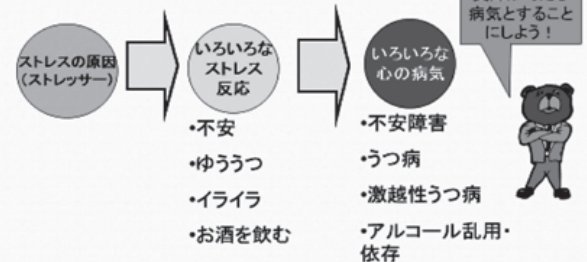 ストレスの原因
(ストレッサー)
いろいろな
ストレス
反応
・不安
・ゆううつ
・イライラ
・お酒を飲む
いろいろな
心の病気
・不安障害
・うつ病
・激越性うつ病
・アルコール乱用・
依存
病気とすること
にしよう！